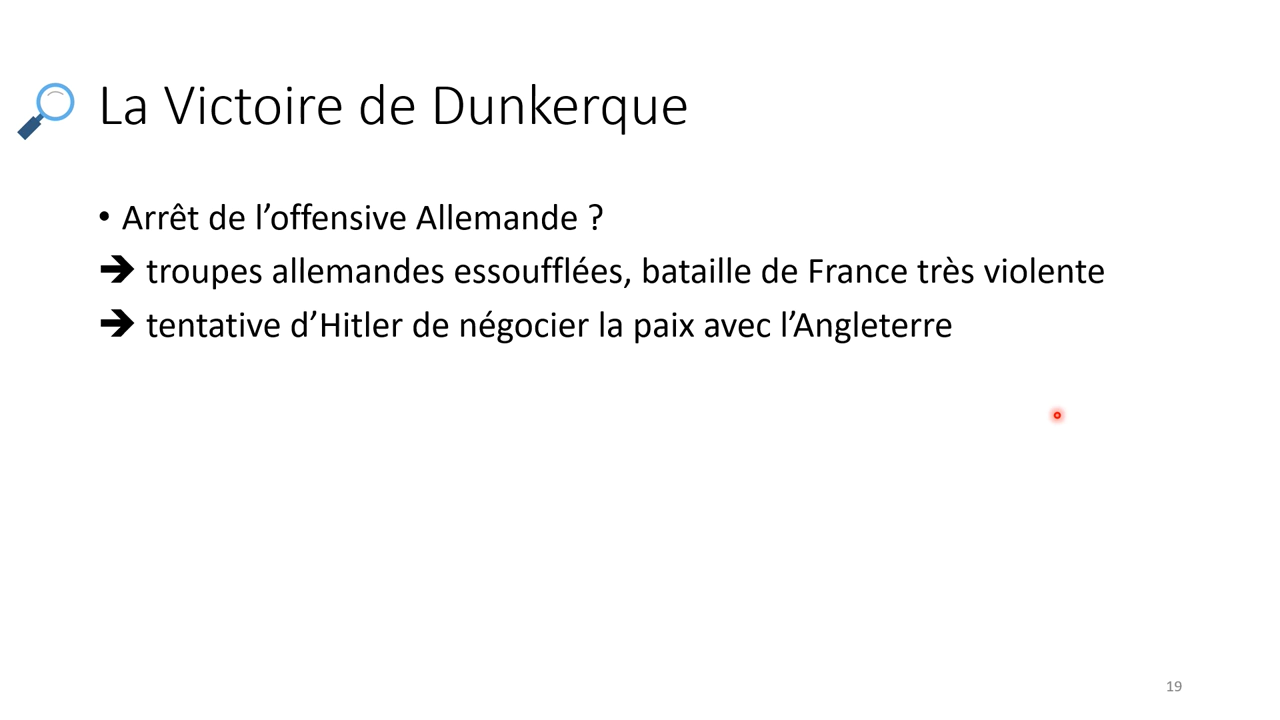 La Victoire de Dunkerque
• Arrêt de l’offensive Allemande ?
➔ troupes allemandes essoufflées, bataille de France très violente
➔ tentative d’Hitler de négocier la paix avec l’Angleterre
19